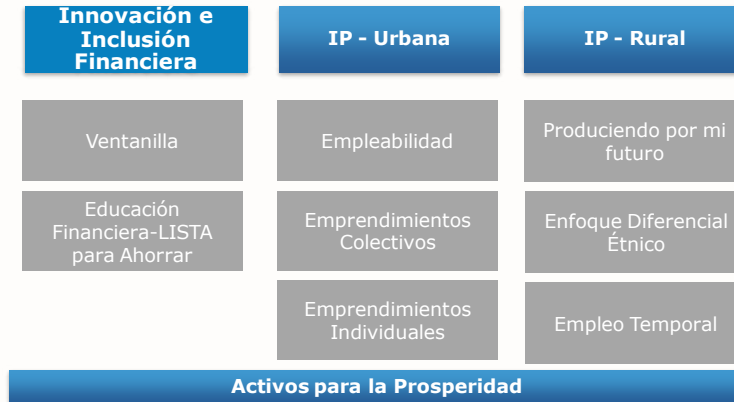 Innovación e
Inclusión
Financiera
IP - Urbana
IP - Rural
Ventanilla
Empleabilidad
Produciendo por mi
futuro
Educación
Financiera-LISTA
para Ahorrar
Emprendimientos
Colectivos
Enfoque Diferencial
Étnico
Emprendimientos
Individuales
Empleo Temporal
Activos para la Prosperidad